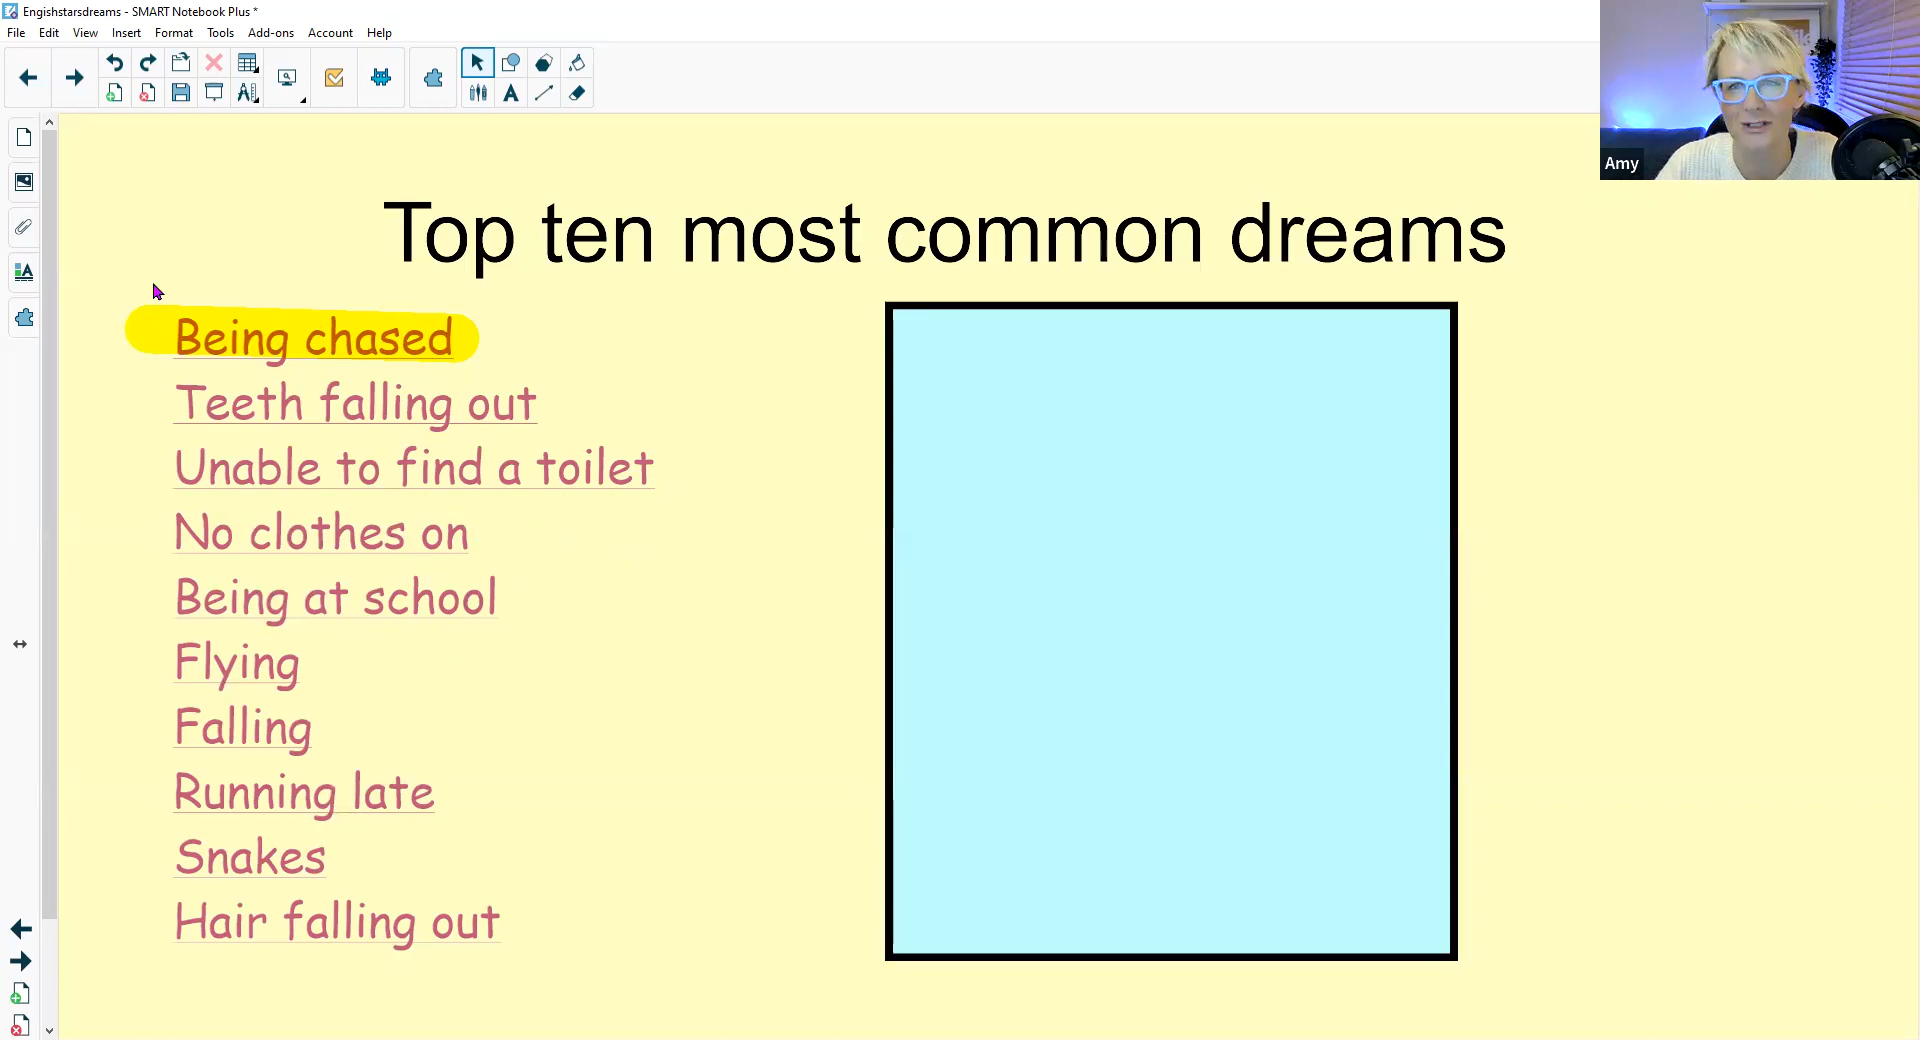 Engishstarsdreams - SMART Notebook Plus *
File Edit View Insert Format Tools Add-ons Account Help
Amy
Top ten most common dreams
Being chased
Teeth falling out
Unable to find a toilet
No clothes on
Being at school
Flying
Falling
Running late
Snakes
Hair falling out